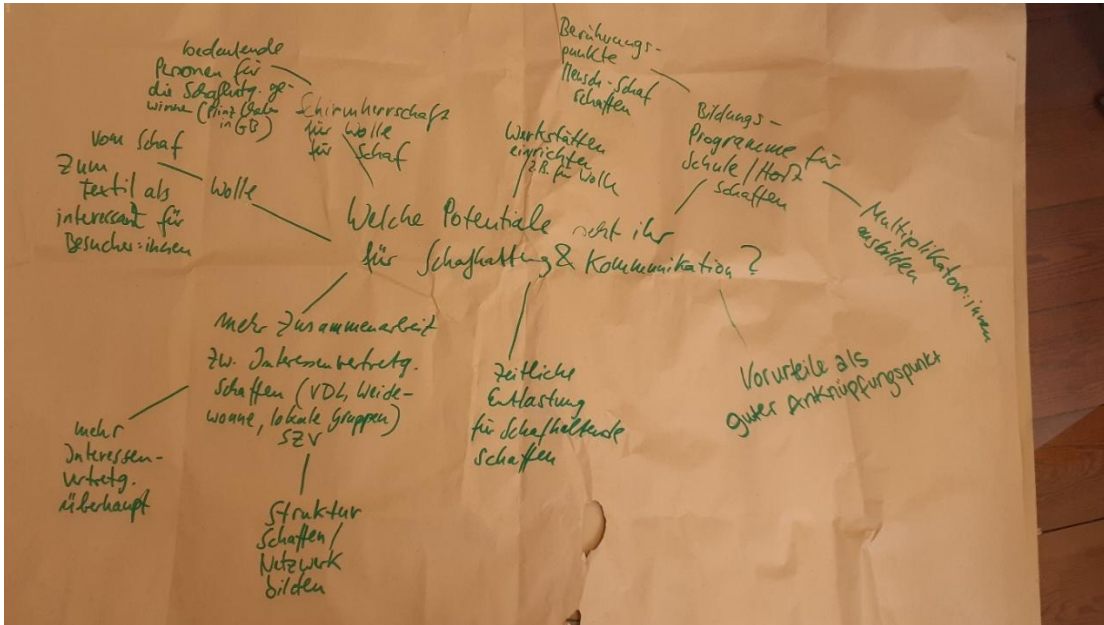 Welche Potentiale seht ihr
für Schafhaltung & Kommunikation?
bedeutende
Personen für
die Schafhltg. ge-
winnen (Prinz
in GB)
Schirmherrschaft
für Wolle
für Schaf
Wolle
vom Schaf
zum
Textil als
interessant für
Besucher:innen
Werkstätten
einrichten
z.B. für Wolle
Berührungs-
punkte
Mensch-Schaf
schaffen
Bildungs-
Programme für
Schule/Hort
schaffen
Multiplikator:innen
ausbilden
Vorurteile als
guter Anknüpfungspunkt
zeitliche
Entlastung
für Schafhaltende
schaffen
mehr Zusammenarbeit
zw. Interessenvertretg.
schaffen (VDL, Weide-
wonne, lokale Gruppen)
SZV
mehr
Interessen-
vertretg.
überhaupt
Struktur
schaffen/
Netzwerk
bilden